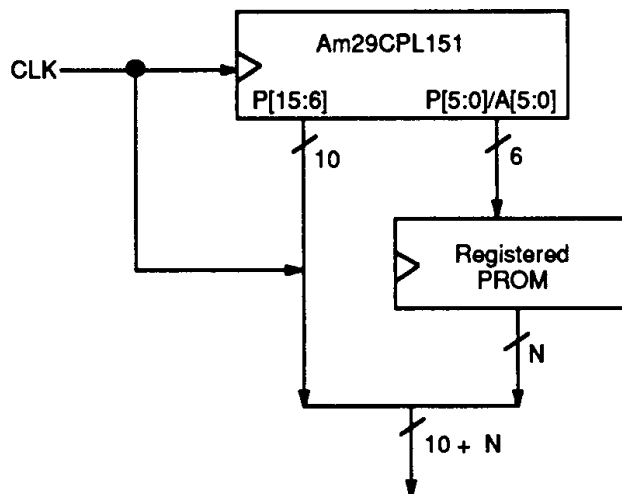 Am29CPL151
CLK
P[15:6] P[5:0]/A[5:0]
10 6
Registered
PROM
N
10 + N